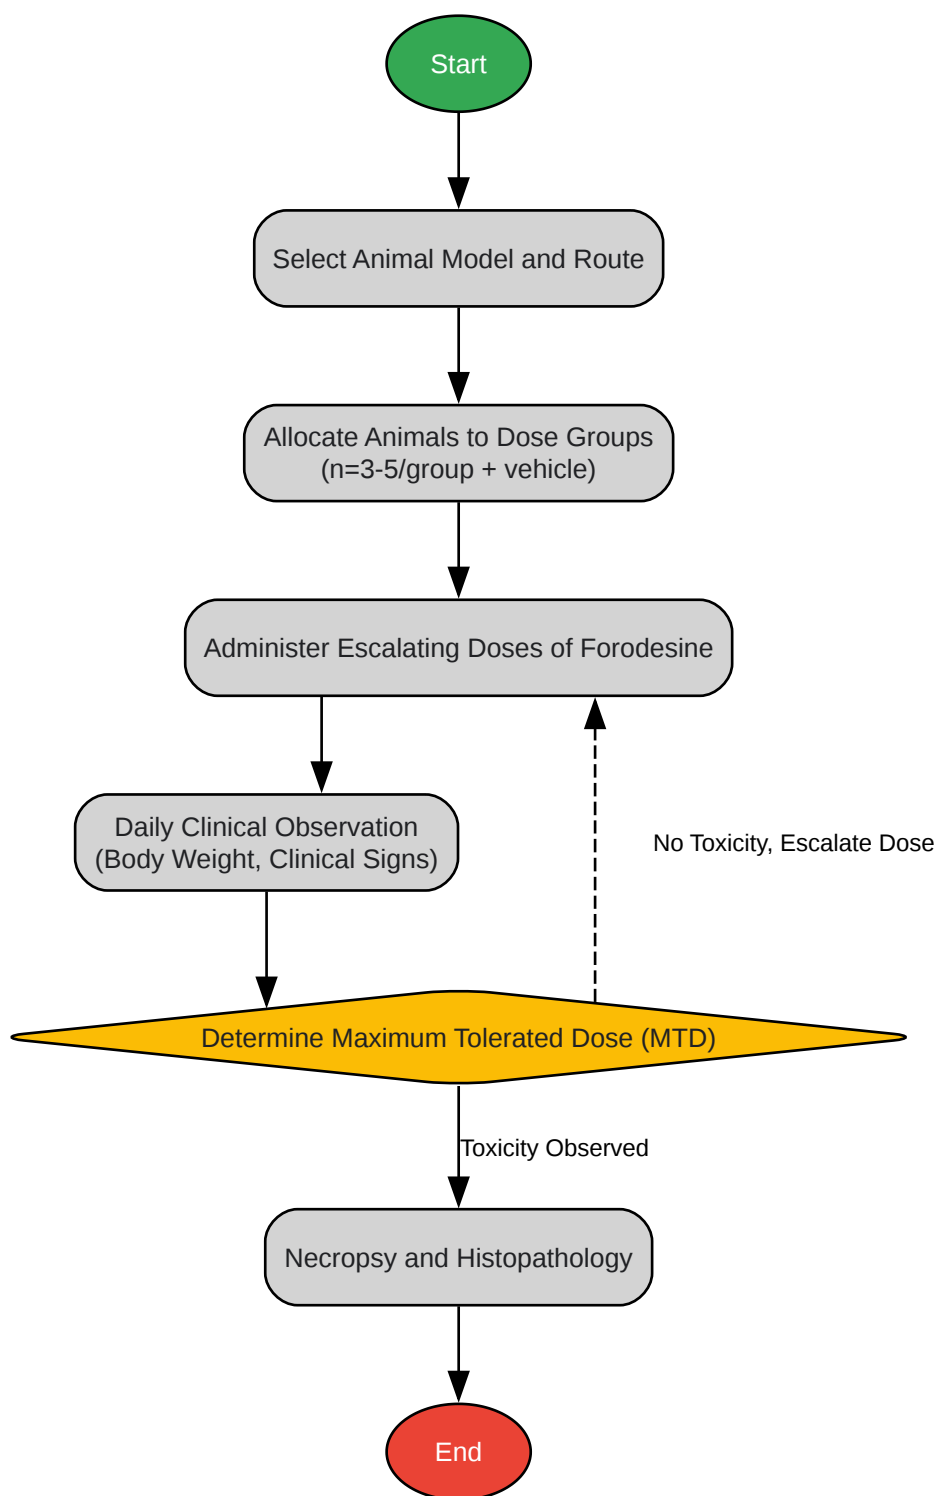 Start
Select Animal Model and Route
Allocate Animals to Dose Groups
(n=3-5/group + vehicle)
Administer Escalating Doses of Forodesine
Daily Clinical Observation
(Body Weight, Clinical Signs)
No Toxicity, Escalate Dose
Determine Maximum Tolerated Dose (MTD)
Toxicity Observed
Necropsy and Histopathology
End